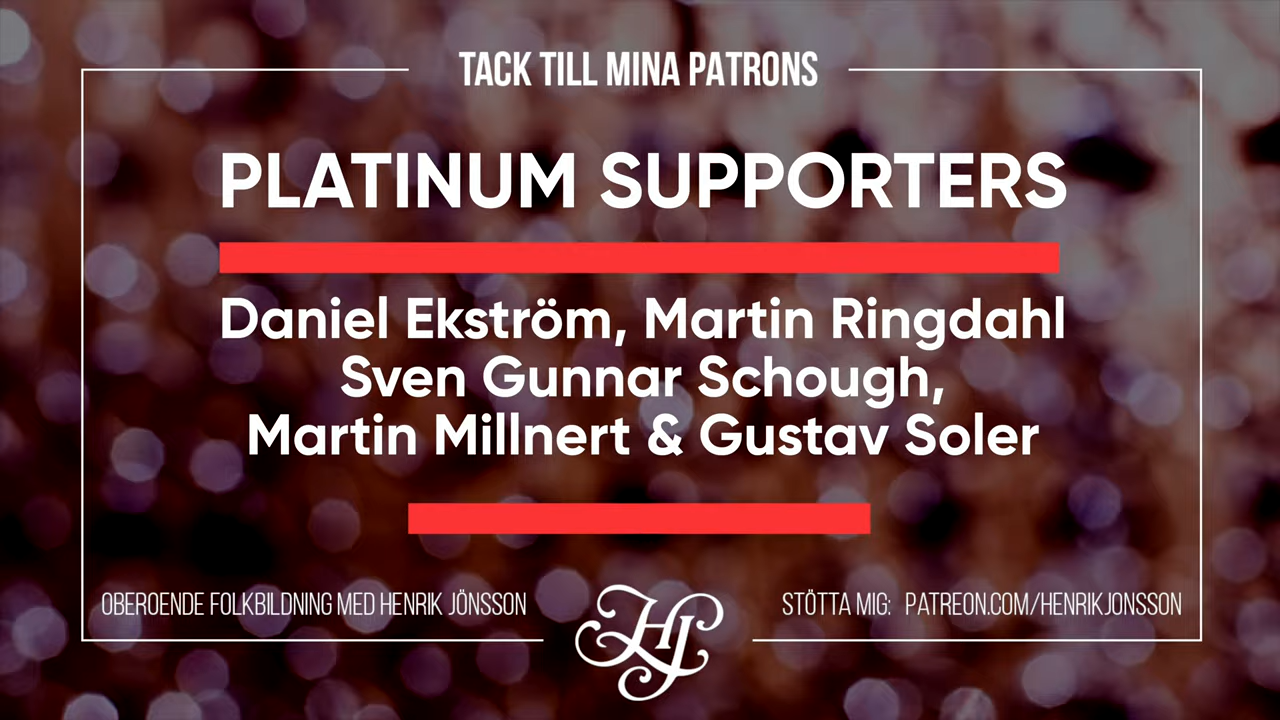 TACK TILL MINA PATRONS
PLATINUM SUPPORTERS
Daniel Ekström, Martin Ringdahl
Sven Gunnar Schough,
Martin Millnert & Gustav Soler
OBEROENDE FOLKBILDNING MED HENRIK JÖNSSON
STÖTTA MIG: PATREON.COM/HENRIKJONSSON
HJ